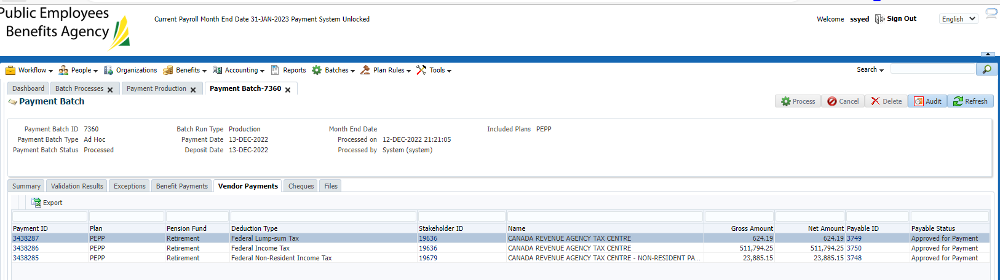 Public Employees
Benefits Agency
Current Payroll Month End Date 31-JAN-2023 Payment System Unlocked
Welcome ssyed Sign Out English
Workflow People Organizations Benefits Accounting Reports Batches Plan Rules Tools Search
Dashboard Batch Processes Payment Production Payment Batch-7360
Payment Batch Process Cancel Delete Audit Refresh
Payment Batch ID 7360 Batch Run Type Production Month End Date Included Plans PEPP
Payment Batch Type Ad Hoc Payment Date 13-DEC-2022 Processed on 12-DEC-2022 21:21:05
Payment Batch Status Processed Deposit Date 13-DEC-2022 Processed by System (system)
Summary Validation Results Exceptions Benefit Payments Vendor Payments Cheques Files
Export
Payment ID Plan Pension Fund Deduction Type Stakeholder ID Name Gross Amount Net Amount Payable ID Payable Status
3438287 PEPP Retirement Federal Lump-sum Tax 19636 CANADA REVENUE AGENCY TAX CENTRE 624.19 624.19 3749 Approved for Payment
3438286 PEPP Retirement Federal Income Tax 19636 CANADA REVENUE AGENCY TAX CENTRE 511,794.25 511,794.25 3750 Approved for Payment
3438285 PEPP Retirement Federal Non-Resident Income Tax 19679 CANADA REVENUE AGENCY TAX CENTRE - NON-RESIDENT PA... 23,885.15 23,885.15 3748 Approved for Payment